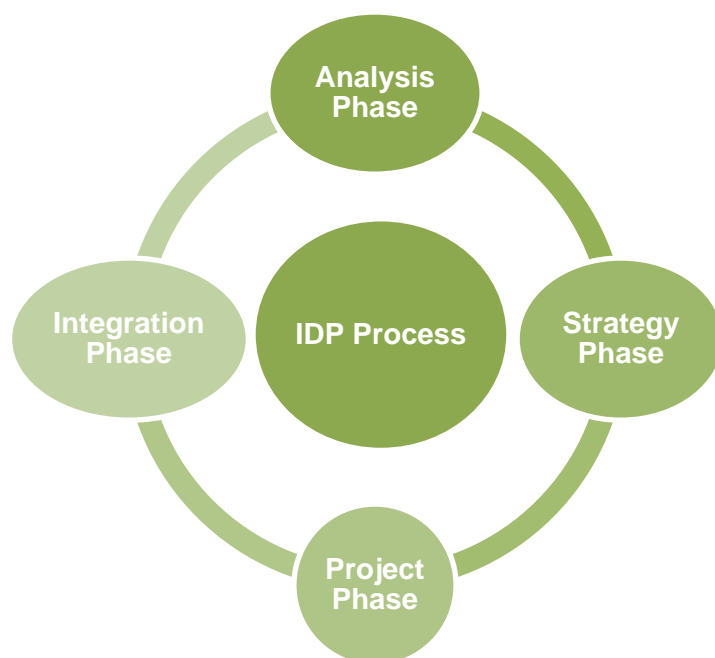 Analysis
Phase
Integration
Phase
IDP Process
Strategy
Phase
Project
Phase